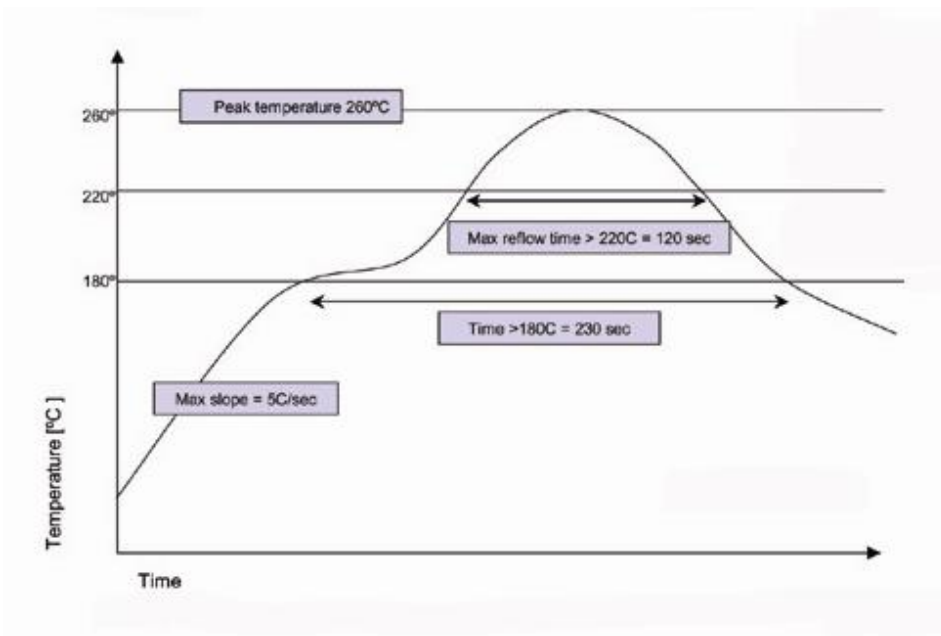 Peak temperature 260ºC
260º
220º
Max reflow time > 220C = 120 sec
180º
Time >180C = 230 sec
Max slope = 5C/sec
Temperature [ºC ]
Time